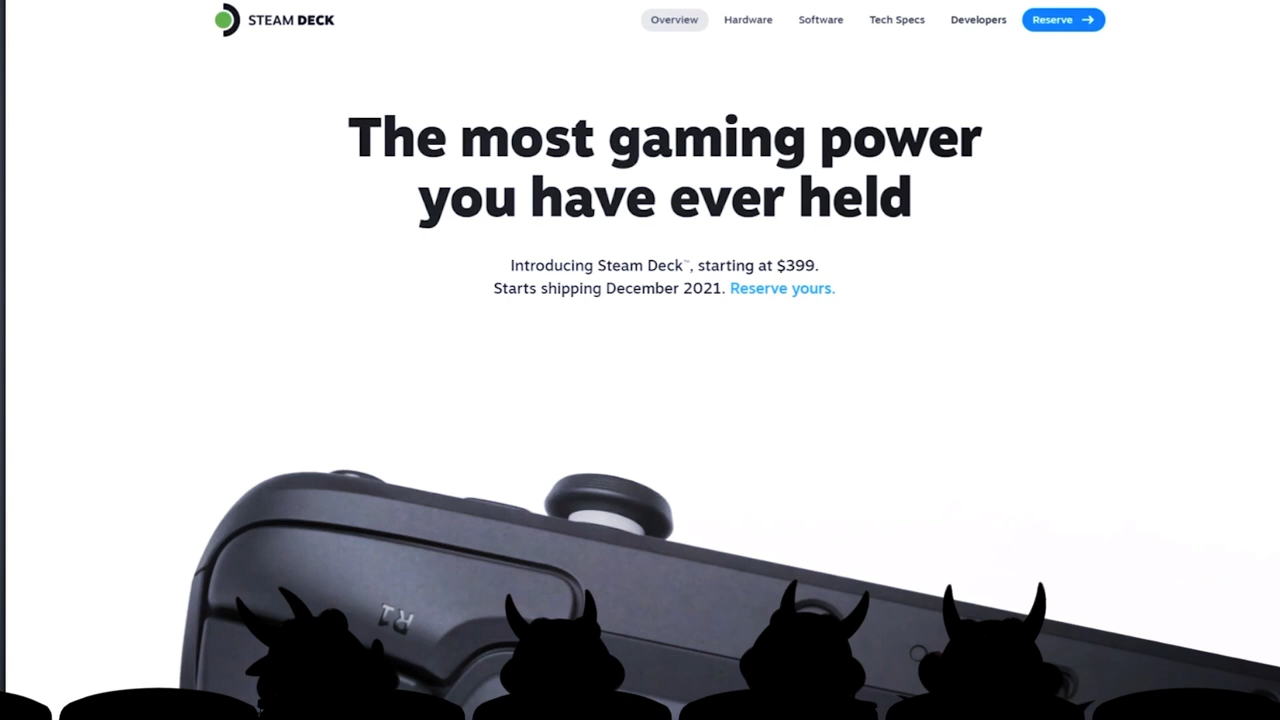 STEAM DECK
Overview Hardware Software Tech Specs Developers Reserve
The most gaming power
you have ever held
Introducing Steam Deck™, starting at $399.
Starts shipping December 2021. Reserve yours.
R1